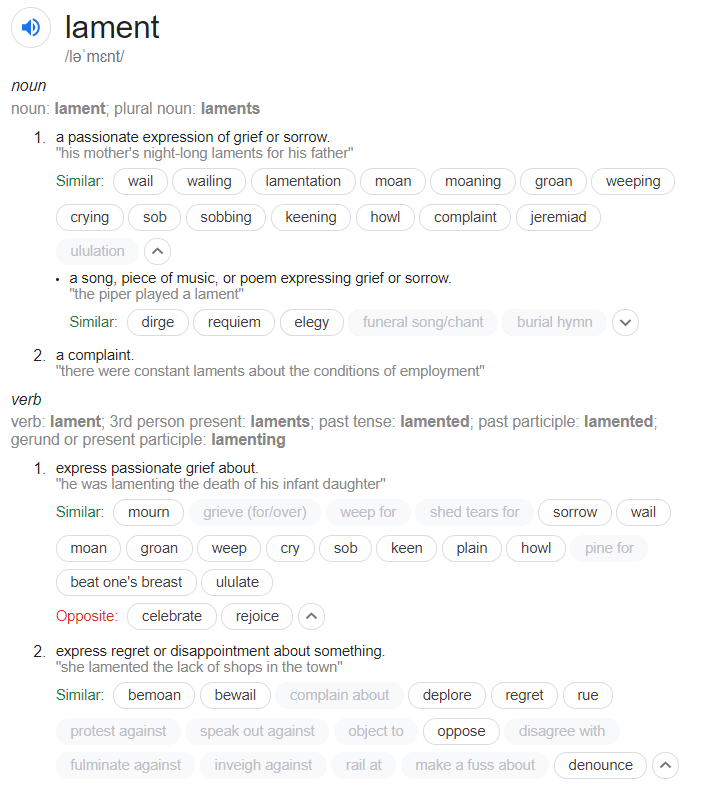 lament
/ləˈmɛnt/
noun
noun: lament; plural noun: laments
1. a passionate expression of grief or sorrow.
"his mother's night-long laments for his father"
Similar: wail wailing lamentation moan moaning groan weeping
crying sob sobbing keening howl complaint jeremiad
ululation
• a song, piece of music, or poem expressing grief or sorrow.
"the piper played a lament"
Similar: dirge requiem elegy funeral song/chant burial hymn
2. a complaint.
"there were constant laments about the conditions of employment"
verb
verb: lament; 3rd person present: laments; past tense: lamented; past participle: lamented;
gerund or present participle: lamenting
1. express passionate grief about.
"he was lamenting the death of his infant daughter"
Similar: mourn grieve (for/over) weep for shed tears for sorrow wail
moan groan weep cry sob keen plain howl pine for
beat one's breast ululate
Opposite: celebrate rejoice
2. express regret or disappointment about something.
"she lamented the lack of shops in the town"
Similar: bemoan bewail complain about deplore regret rue
protest against speak out against object to oppose disagree with
fulminate against inveigh against rail at make a fuss about denounce